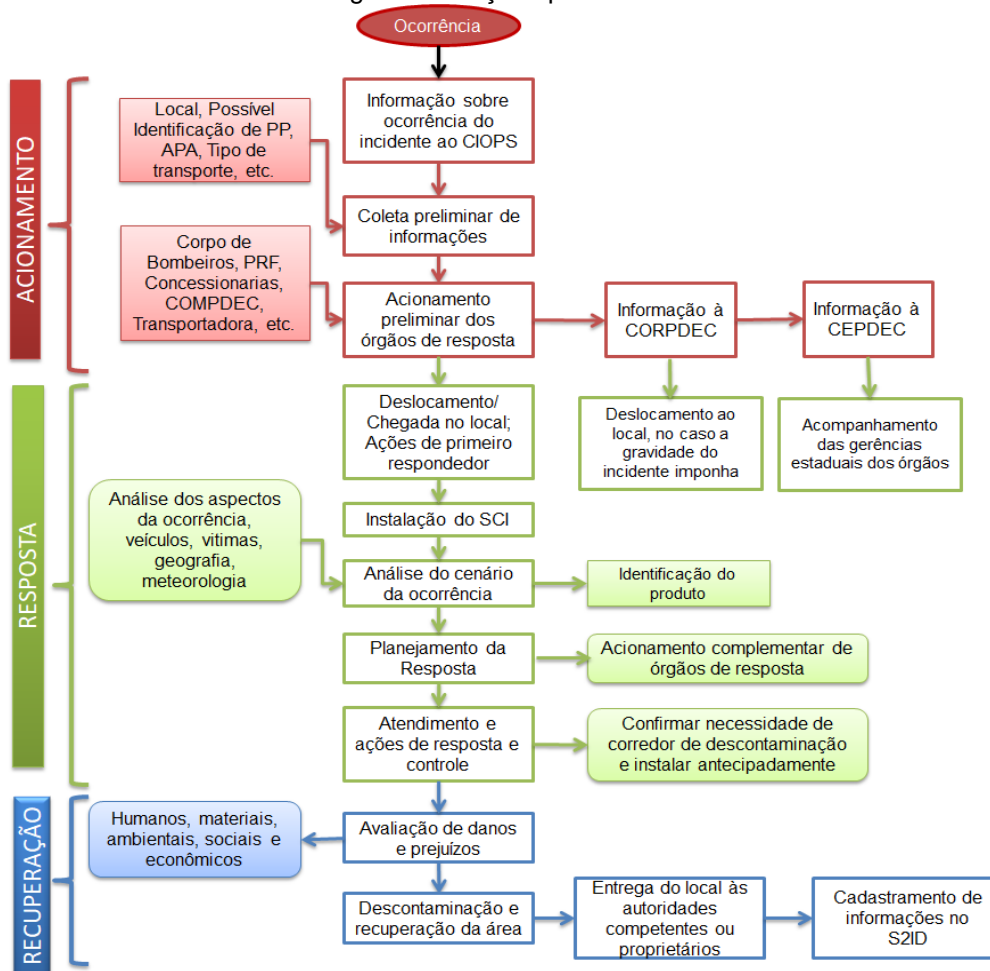 Ocorrência
ACIONAMENTO
Informação sobre
ocorrência do
incidente ao CIOPS
Local, Possível
Identificação de PP,
APA, Tipo de
transporte, etc.
Coleta preliminar de
informações
Corpo de
Bombeiros, PRF,
Concessionarias,
COMPDEC,
Transportadora, etc.
Acionamento
preliminar dos
órgãos de resposta
Informação à
CORPDEC
Informação à
CEPDEC
RESPOSTA
Deslocamento/
Chegada no local;
Ações de primeiro
respondedor
Deslocamento ao
local, no caso a
gravidade do
incidente imponha
Acompanhamento
das gerências
estaduais dos órgãos
Instalação do SCI
Análise dos aspectos
da ocorrência,
veículos, vitimas,
geografia,
meteorologia
Análise do cenário
da ocorrência
Identificação do
produto
Planejamento da
Resposta
Acionamento complementar de
órgãos de resposta
Atendimento e
ações de resposta e
controle
Confirmar necessidade de
corredor de descontaminação
e instalar antecipadamente
RECUPERAÇÃO
Humanos, materiais,
ambientais, sociais e
econômicos
Avaliação de danos
e prejuízos
Descontaminação e
recuperação da área
Entrega do local às
autoridades
competentes ou
proprietários
Cadastramento de
informações no
S2ID